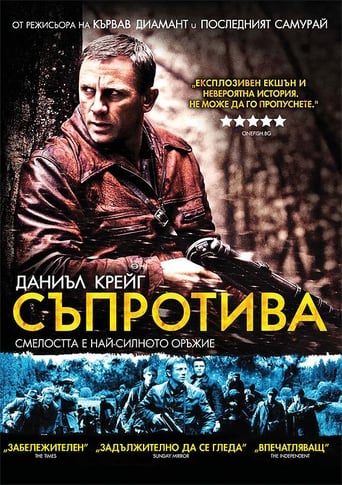 ОТ РЕЖИСЬОРА НА КЪРВАВ ДИАМАНТ И ПОСЛЕДНИЯТ САМУРАЙ
„ЕКСПЛОЗИВЕН ЕКШЪН И
НЕВЕРОЯТНА ИСТОРИЯ.
НЕ МОЖЕ ДА ГО ПРОПУСНЕТЕ.“
CINEFISH.BG
ДАНИЪЛ КРЕЙГ
СЪПРОТИВА
СМЕЛОСТТА Е НАЙ-СИЛНОТО ОРЪЖИЕ
„ЗАБЕЛЕЖИТЕЛЕН“ „ЗАДЪЛЖИТЕЛНО ДА СЕ ГЛЕДА“ „ВПЕЧАТЛЯВАЩ“
THE TIMES SUNDAY MIRROR THE INDEPENDENT